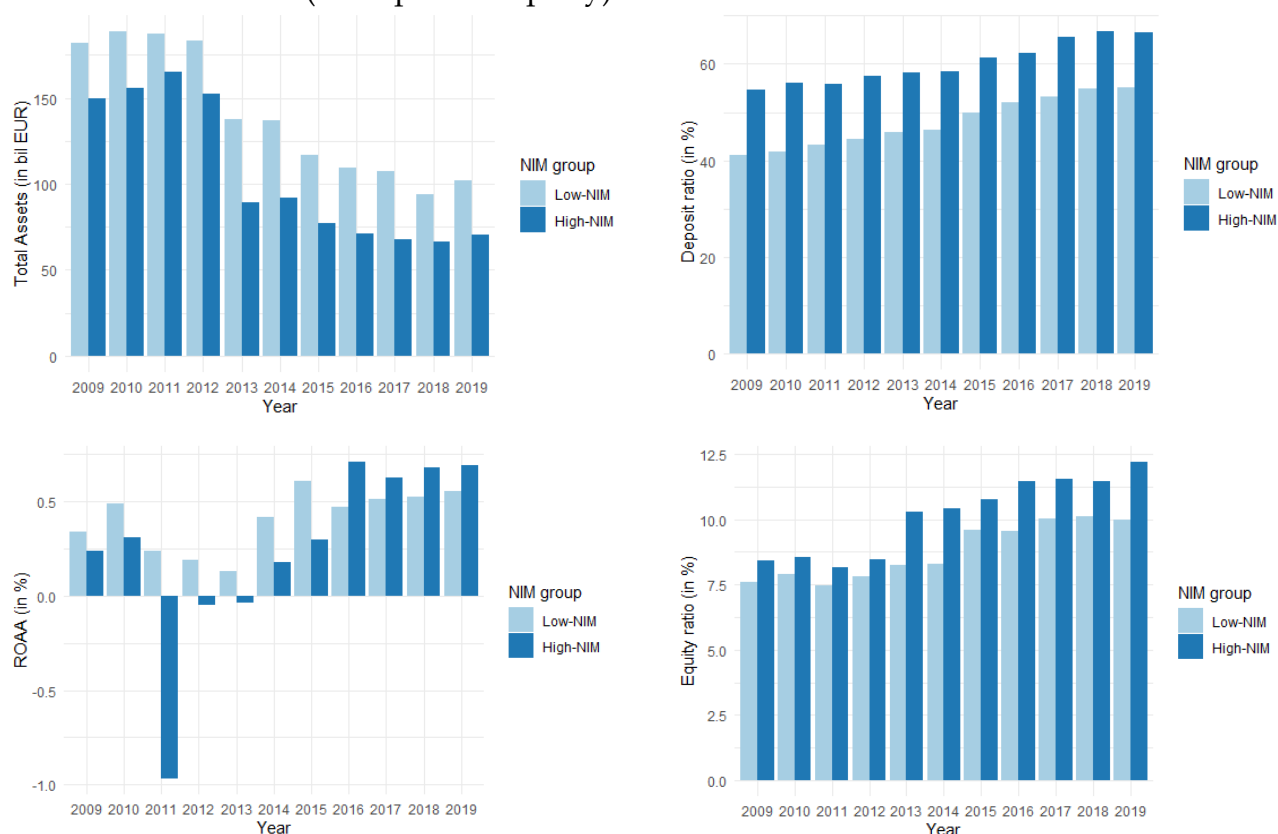 Total Assets (in bil EUR)
150
100
50
0
2009 2010 2011 2012 2013 2014 2015 2016 2017 2018 2019
Year
NIM group
Low-NIM
High-NIM
Deposit ratio (in %)
60
40
20
0
2009 2010 2011 2012 2013 2014 2015 2016 2017 2018 2019
Year
NIM group
Low-NIM
High-NIM
ROAA (in %)
0.5
0.0
-0.5
-1.0
2009 2010 2011 2012 2013 2014 2015 2016 2017 2018 2019
Year
NIM group
Low-NIM
High-NIM
Equity ratio (in %)
12.5
10.0
7.5
5.0
2.5
0.0
2009 2010 2011 2012 2013 2014 2015 2016 2017 2018 2019
Year
NIM group
Low-NIM
High-NIM